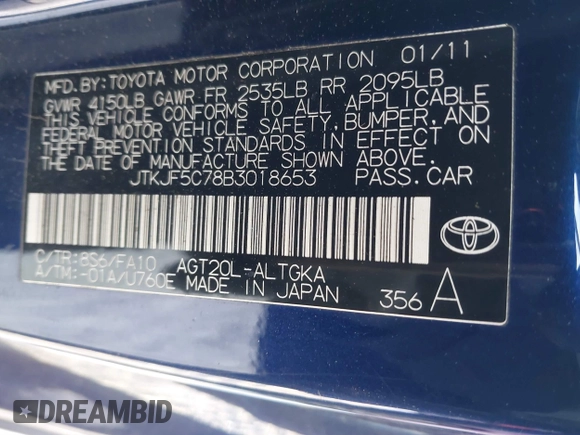 MFD.BY:TOYOTA MOTOR CORPORATION 01/11
GVWR 4150LB GAWR FR 2535LB RR 2095LB
THIS VEHICLE CONFORMS TO ALL APPLICABLE
FEDERAL MOTOR VEHICLE SAFETY,BUMPER,AND
THEFT PREVENTION STANDARDS IN EFFECT ON
THE DATE OF MANUFACTURE SHOWN ABOVE.
JTKJF5C78B3018653 PASS.CAR
C/TR:8S6/FA10 AGT20L-ALTGKA
A/TM:-01A/U760E MADE IN JAPAN
356 A
DREAMBID